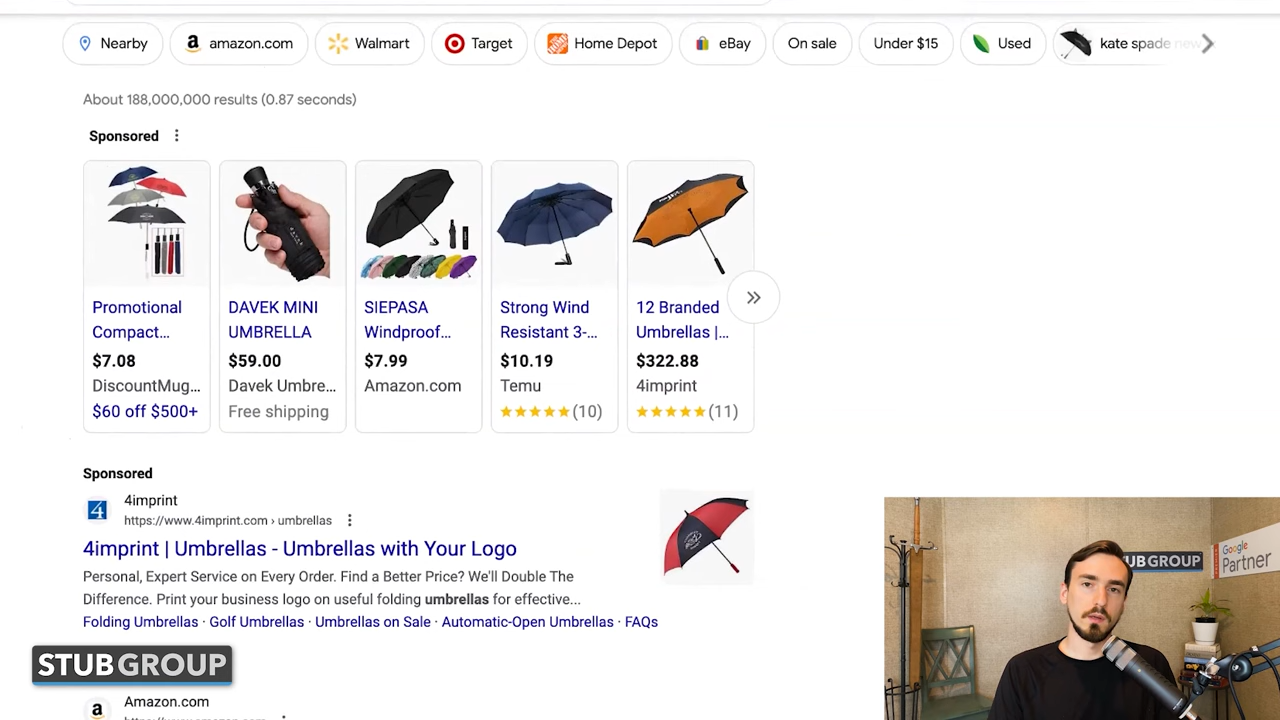 Nearby
amazon.com
Walmart
Target
Home Depot
eBay
On sale
Under $15
Used
kate spade new
About 188,000,000 results (0.87 seconds)
Sponsored
Promotional
Compact...
$7.08
DiscountMug...
$60 off $500+
DAVEK MINI
UMBRELLA
$59.00
Davek Umbre...
Free shipping
SIEPASA
Windproof...
$7.99
Amazon.com
Strong Wind
Resistant 3-...
$10.19
Temu
(10)
12 Branded
Umbrellas |...
$322.88
4imprint
(11)
Sponsored
4
4imprint
https://www.4imprint.com › umbrellas
4imprint | Umbrellas - Umbrellas with Your Logo
Personal, Expert Service on Every Order. Find a Better Price? We'll Double The
Difference. Print your business logo on useful folding umbrellas for effective...
Folding Umbrellas · Golf Umbrellas · Umbrellas on Sale · Automatic-Open Umbrellas · FAQs
a
Amazon.com
STUBGROUP
TUBGROUP
Google
Partner